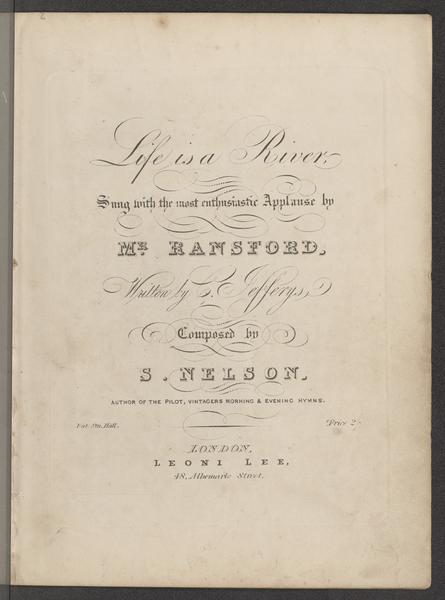 2
Life is a River,
Sung with the most enthusiastic Applause by
MR. RANSFORD,
Written by C. Jefferys,
Composed by
S. NELSON,
AUTHOR OF THE PILOT, VINTAGERS MORNING & EVENING HYMNS.
Ent. Sta. Hall. Price 2/-
LONDON,
LEONI LEE,
48, Albemarle Street.